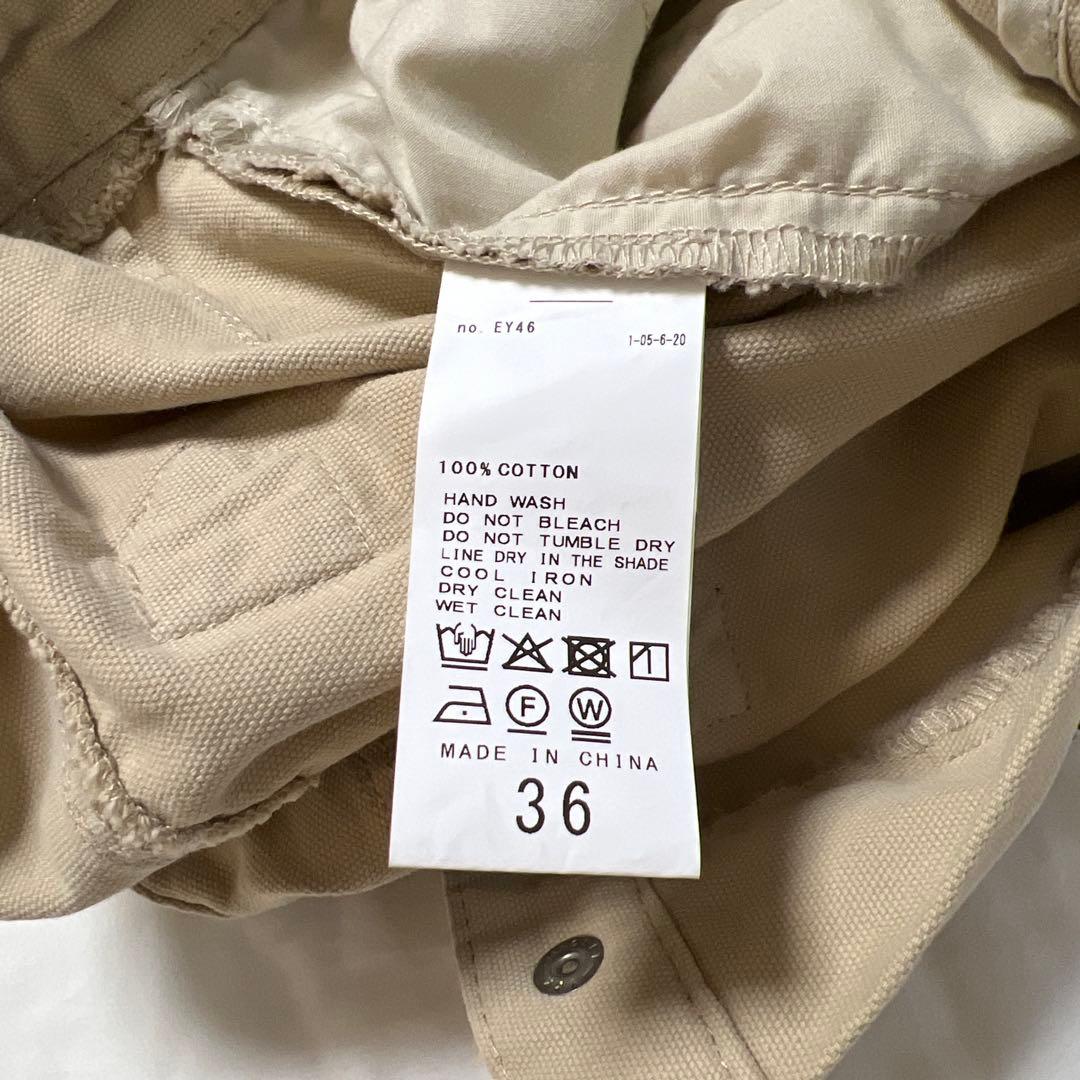 no. EY46
1-05-6-20
100% COTTON
HAND WASH
DO NOT BLEACH
DO NOT TUMBLE DRY
LINE DRY IN THE SHADE
COOL IRON
DRY CLEAN
WET CLEAN
F W
MADE IN CHINA
36